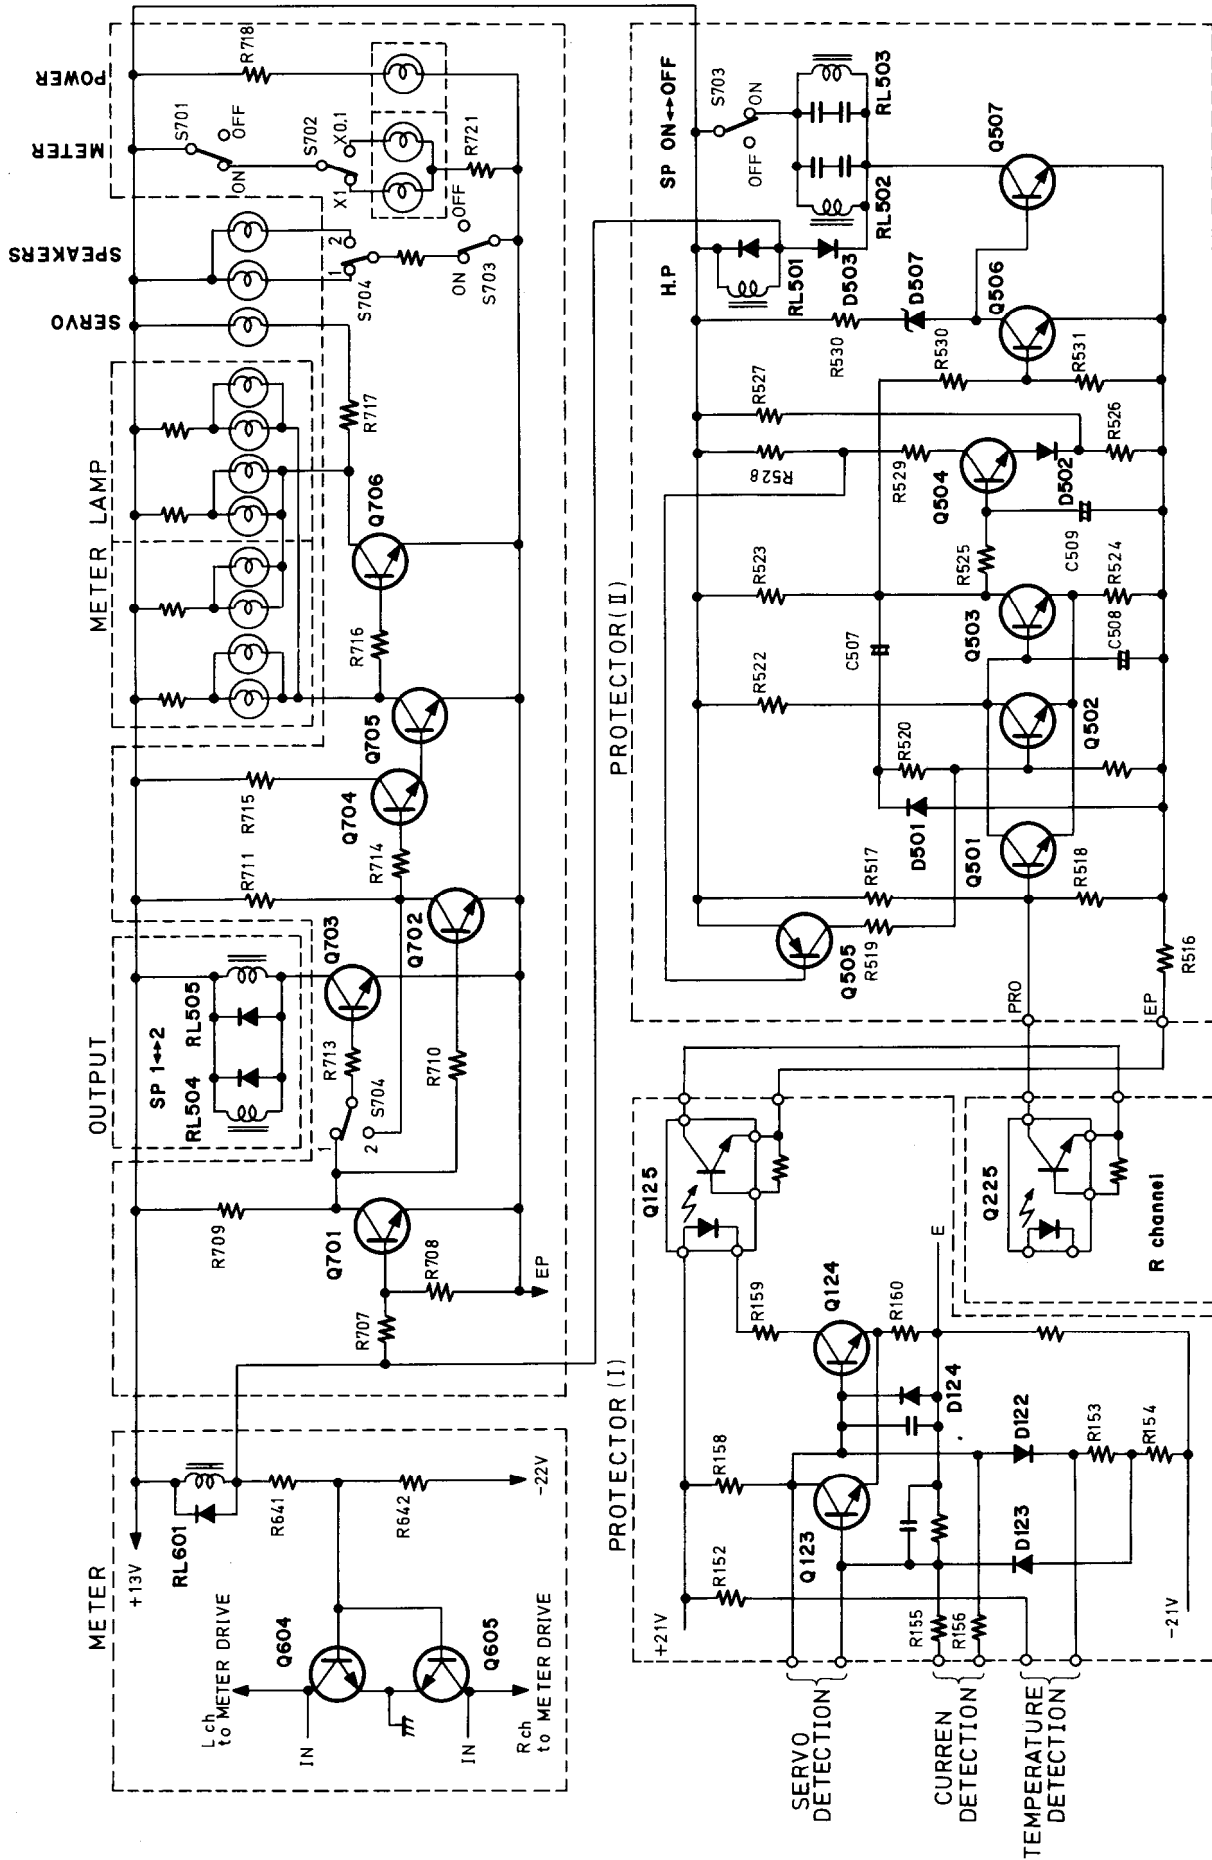 METER
+13V
RL601
R641
R642
-22V
L ch
to METER DRIVE
IN
Q604
Q605
IN
R ch
to METER DRIVE
OUTPUT
SP 1↔2
RL504
RL505
R709
Q701
R707
R708
EP
1
2
S704
R713
Q703
R710
Q702
R711
R714
Q704
R715
Q705
R716
Q706
R717
METER LAMP
SERVO
SPEAKERS
1
2
S704
ON
OFF
S703
METER
POWER
S701
ON
OFF
S702
X1
X0,1
R718
R721
PROTECTOR(I)
+21V
R152
R158
Q123
R159
Q124
R160
E
D124
R155
R156
D123
D122
R153
R154
-21V
SERVO
DETECTION
CURREN
DETECTION
TEMPERATURE
DETECTION
Q125
Q225
R channel
PROTECTOR(II)
PRO
EP
R516
Q505
R519
R517
R518
Q501
D501
R520
Q502
R522
C507
R523
Q503
C508
R524
R525
C509
Q504
D502
R529
R528
R527
R526
R530
R531
Q506
R530
D507
D503
RL501
H.P
SP ON↔OFF
S703
OFF
ON
RL502
RL503
Q507